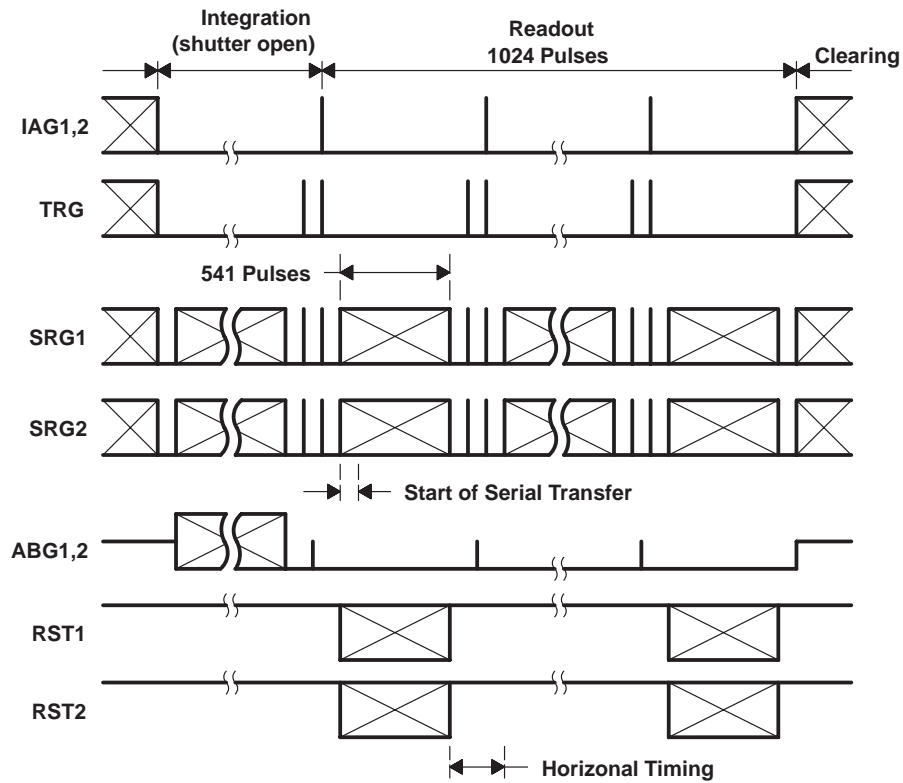 Integration
(shutter open)
Readout
1024 Pulses
Clearing
IAG1,2
TRG
541 Pulses
SRG1
SRG2
Start of Serial Transfer
ABG1,2
RST1
RST2
Horizonal Timing